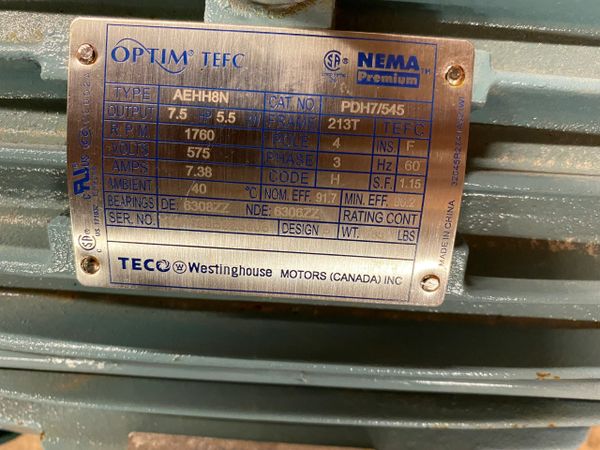 OPTIM® TEFC
SA
NEMA™
Premium
TYPE AEHH8N CAT NO. PDH7/545
OUTPUT 7.5 HP 5.5 FRAME 213T TEFC
R.P.M. 1760 POLE 4 INS. F
VOLTS 575 PHASE 3 Hz 60
AMPS 7.38 CODE H S.F. 1.15
AMBIENT 40 °C NOM. EFF. 91.7 MIN. EFF.
BEARINGS DE: 6308ZZ NDE: 6306ZZ RATING CONT
SER. NO. DESIGN WT. LBS
TECO Westinghouse MOTORS (CANADA) INC
MADE IN CHINA